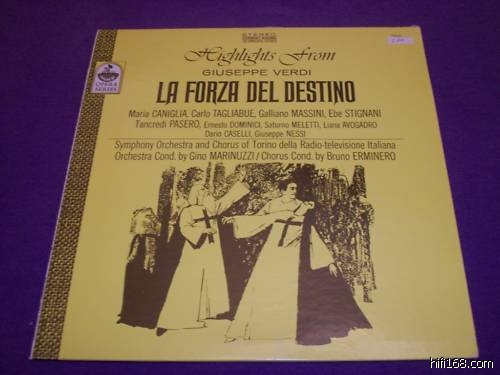 STEREO
Highlights From
GIUSEPPE VERDI
LA FORZA DEL DESTINO
OPERA
SERIES
Maria CANIGLIA, Carlo TAGLIABUE, Galliano MASSINI, Ebe STIGNANI
Tancredi PASERO, Ernesto DOMINICI, Saturno MELETTI, Liana AVOGADRO
Dario CASELLI, Giuseppe NESSI
Symphony Orchestra and Chorus of Torino della Radio-televisione Italiana
Orchestra Cond. by Gino MARINUZZI / Chorus Cond. by Bruno ERMINERO
hifi168.com